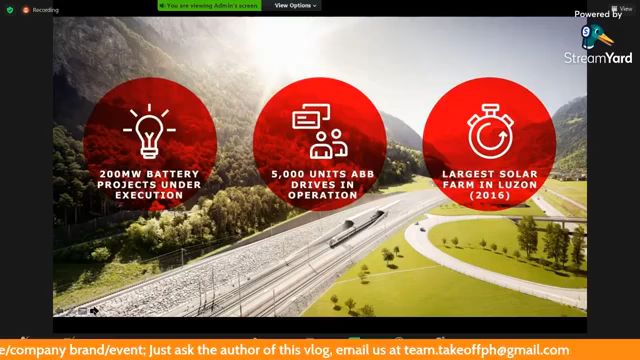 Recording
You are viewing Admin's screen.
View Options
View
Powered by
StreamYard
200MW BATTERY
PROJECTS UNDER
EXECUTION
5,000 UNITS ABB
DRIVES IN
OPERATION
LARGEST SOLAR
FARM IN LUZON
(2016)
e/company brand/event; Just ask the author of this vlog, email us at team.takeoffph@gmail.com